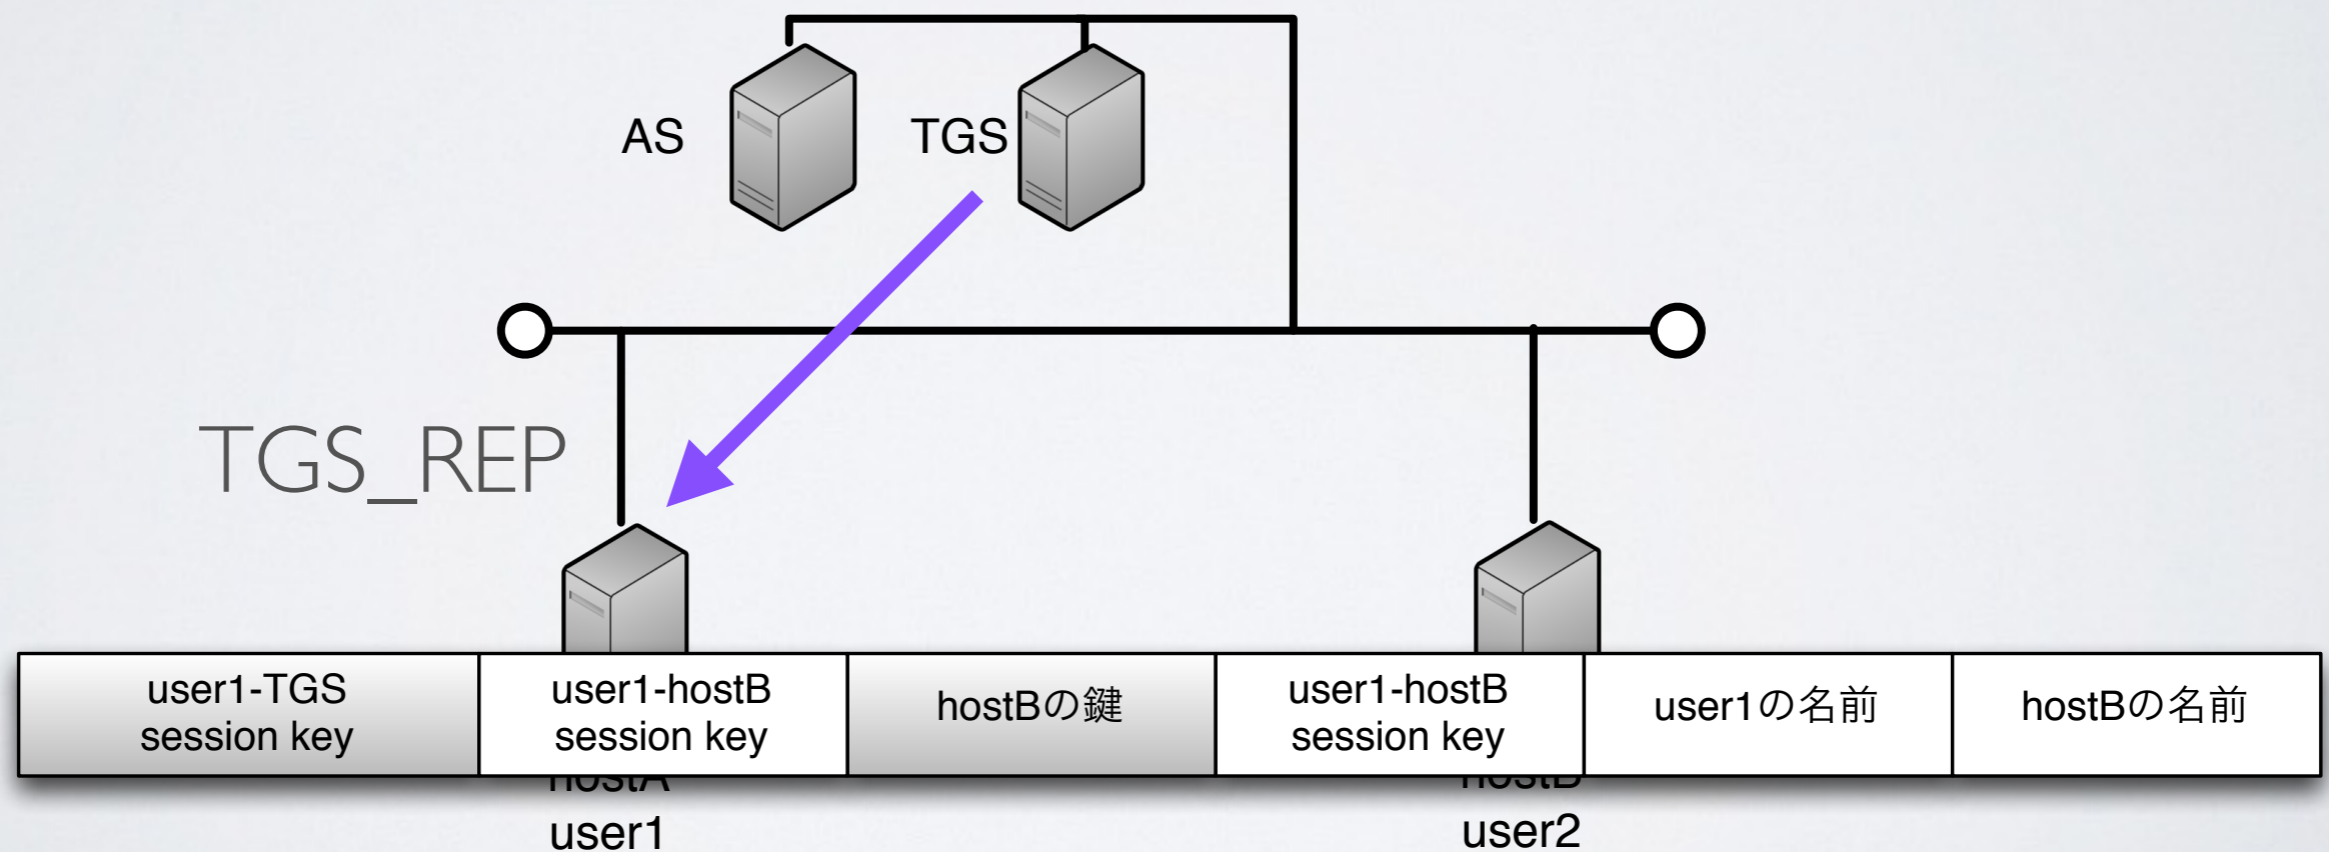 AS
TGS
TGS_REP
user1-TGS
session key
user1-hostB
session key
hostBの鍵
user1-hostB
session key
user1の名前
hostBの名前
hostA
hostB
user1
user2